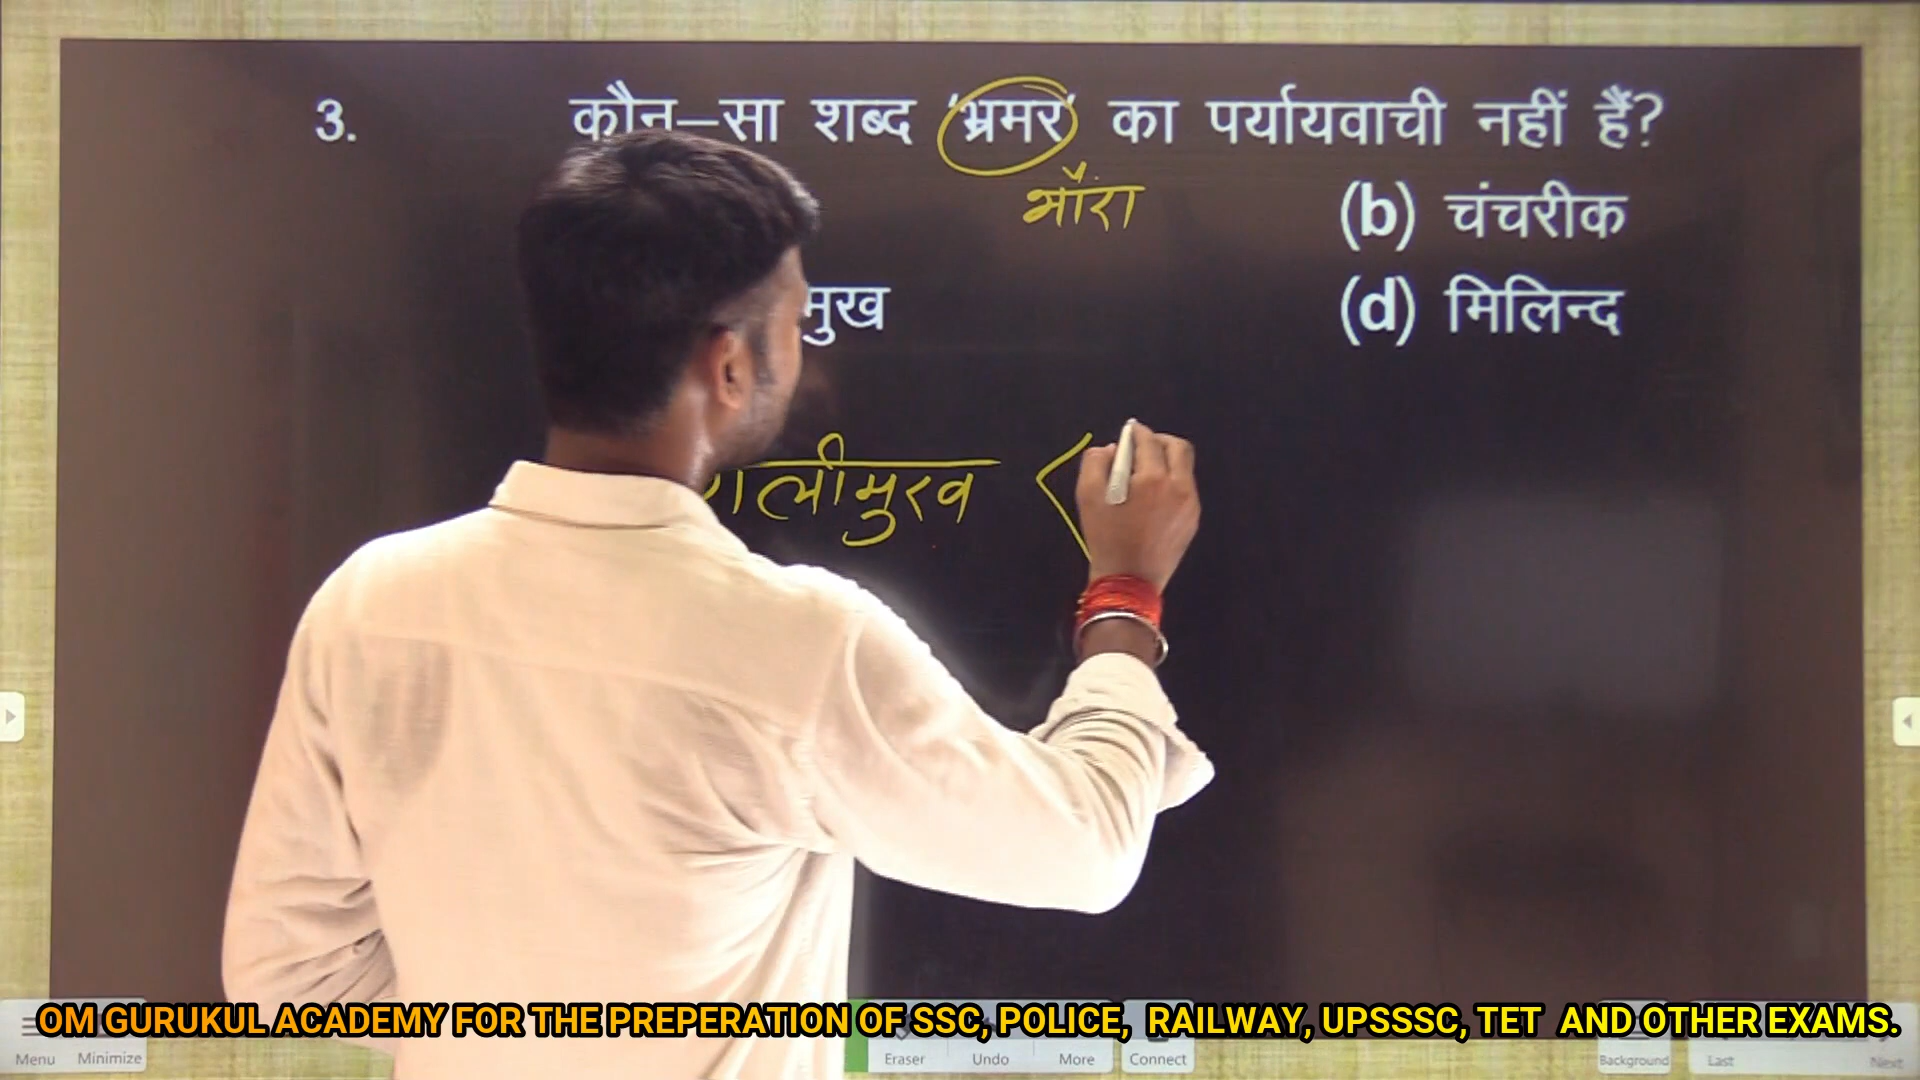 3. कौन–सा शब्द 'भ्रमर' का पर्यायवाची नहीं हैं?
भौंरा
(b) चंचरीक
मुख
(d) मिलिन्द
लीमुख
OM GURUKUL ACADEMY FOR THE PREPERATION OF SSC, POLICE, RAILWAY, UPSSSC, TET AND OTHER EXAMS.
Menu Minimize Eraser Undo More Connect Background Last Next